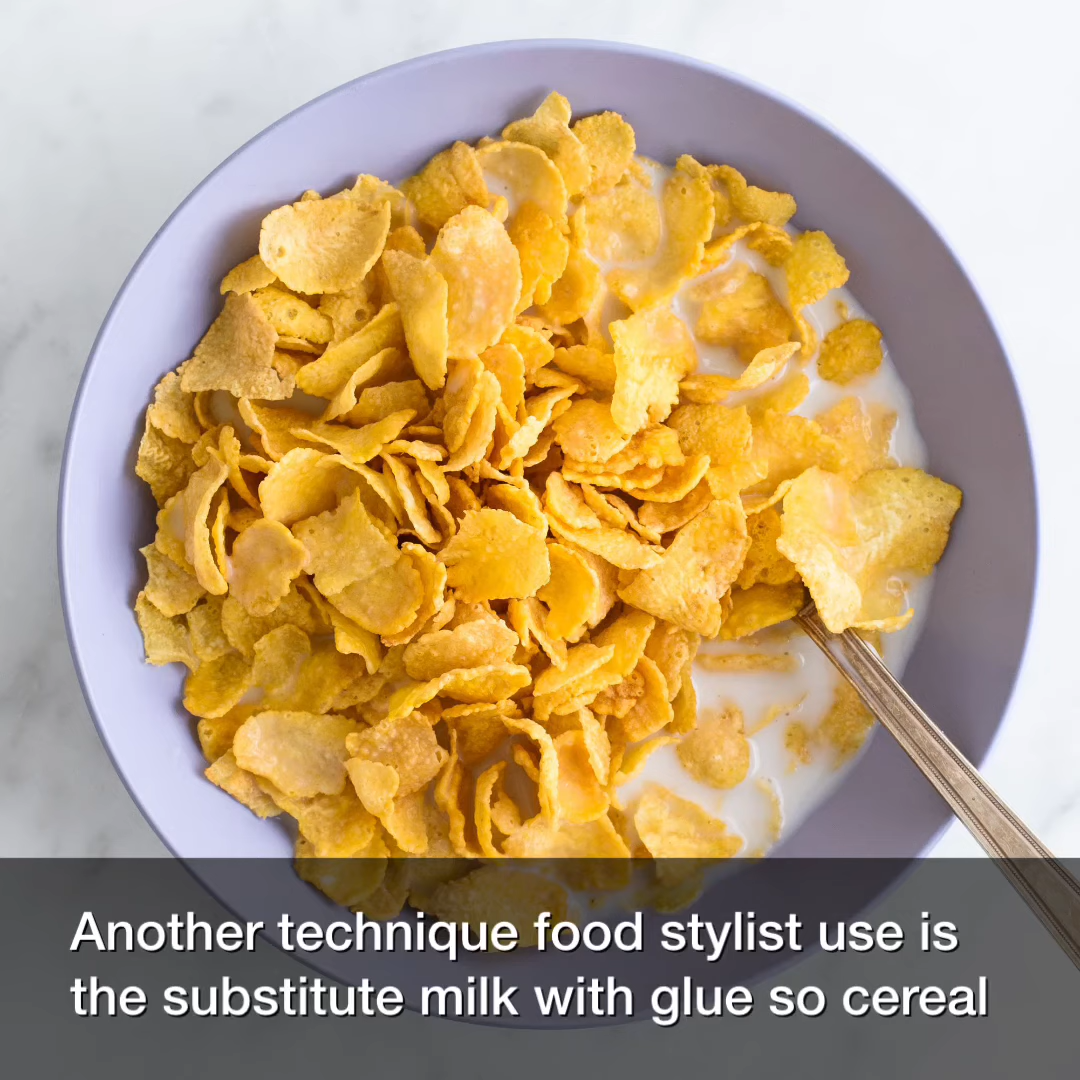 Another technique food stylist use is
the substitute milk with glue so cereal